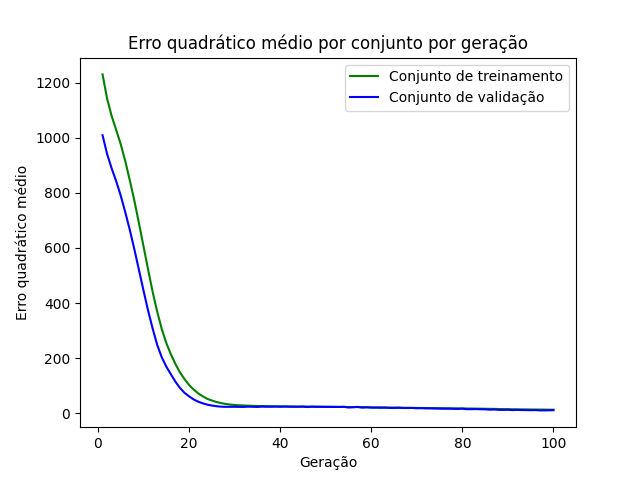 Erro quadrático médio por conjunto por geração
Conjunto de treinamento
Conjunto de validação
Erro quadrático médio
1200
1000
800
600
400
200
0
0 20 40 60 80 100
Geração